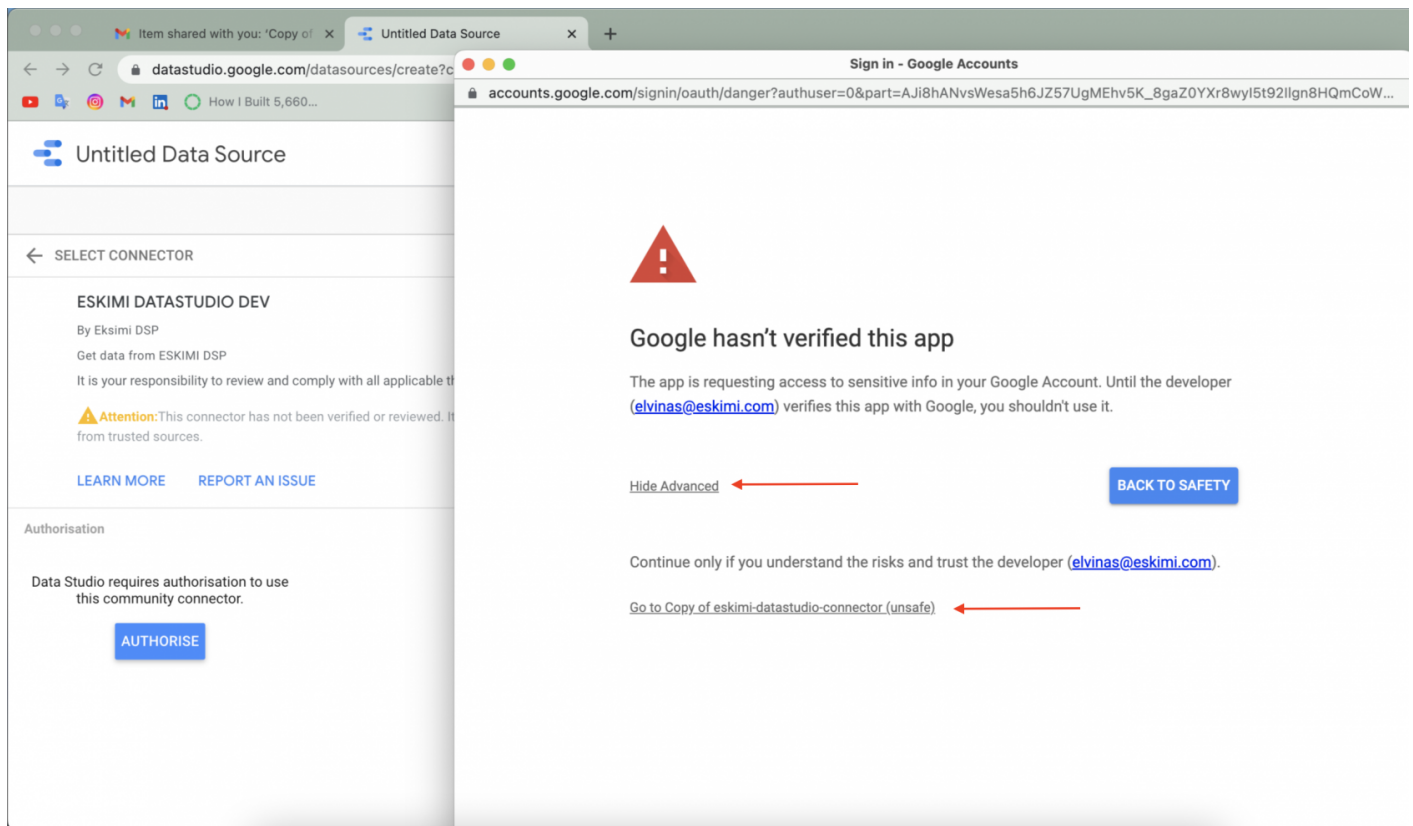 Item shared with you: 'Copy of
Untitled Data Source
Sign in - Google Accounts
datastudio.google.com/datasources/create?c
accounts.google.com/signin/oauth/danger?authuser=0&part=AJi8hANvsWesa5h6JZ57UgMEhv5K_8gaZ0YXr8wyI5t92IIgn8HQmCoW...
How I Built 5,660...
Untitled Data Source
SELECT CONNECTOR
ESKIMI DATASTUDIO DEV
By Eksimi DSP
Get data from ESKIMI DSP
It is your responsibility to review and comply with all applicable th
Attention:This connector has not been verified or reviewed. It
from trusted sources.
LEARN MORE REPORT AN ISSUE
Authorisation
Data Studio requires authorisation to use
this community connector.
AUTHORISE
Google hasn't verified this app
The app is requesting access to sensitive info in your Google Account. Until the developer
(elvinas@eskimi.com) verifies this app with Google, you shouldn't use it.
Hide Advanced
BACK TO SAFETY
Continue only if you understand the risks and trust the developer (elvinas@eskimi.com).
Go to Copy of eskimi-datastudio-connector (unsafe)